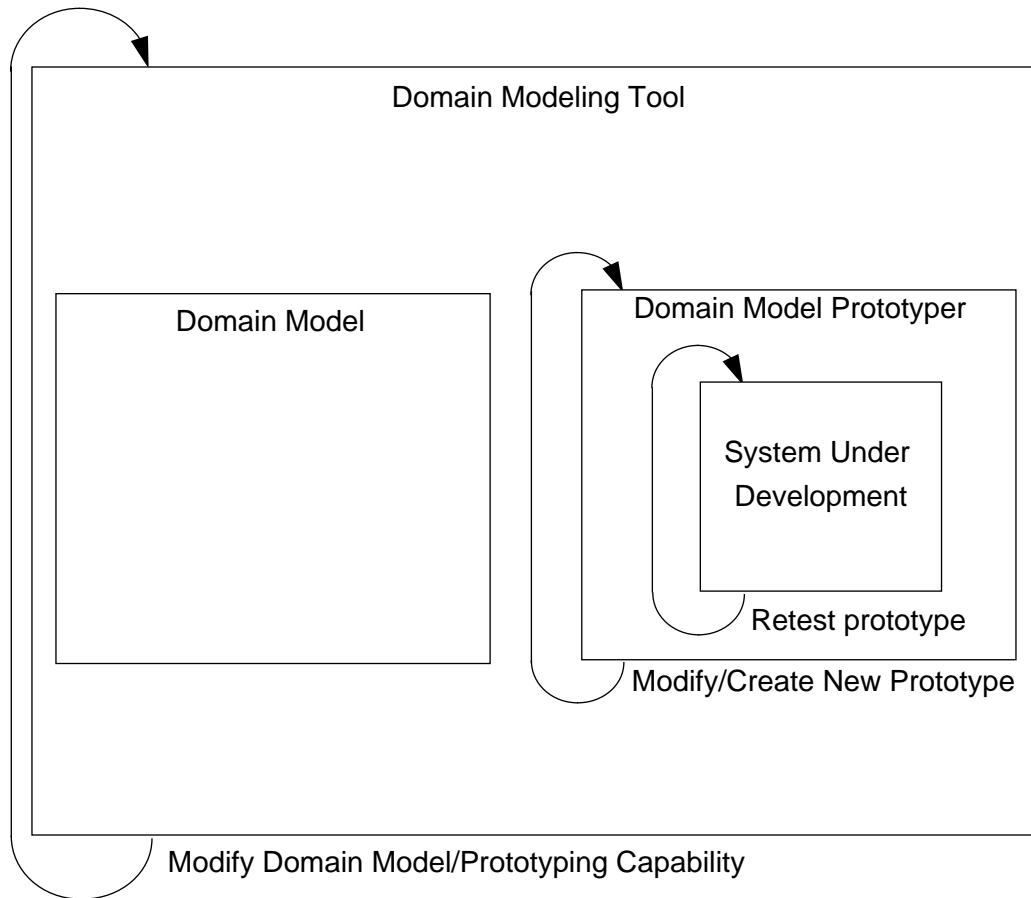 Domain Modeling Tool
Domain Model
Domain Model Prototyper
System Under
Development
Retest prototype
Modify/Create New Prototype
Modify Domain Model/Prototyping Capability